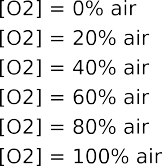 [O2] = 0% air
[O2] = 20% air
[O2] = 40% air
[O2] = 60% air
[O2] = 80% air
[O2] = 100% air